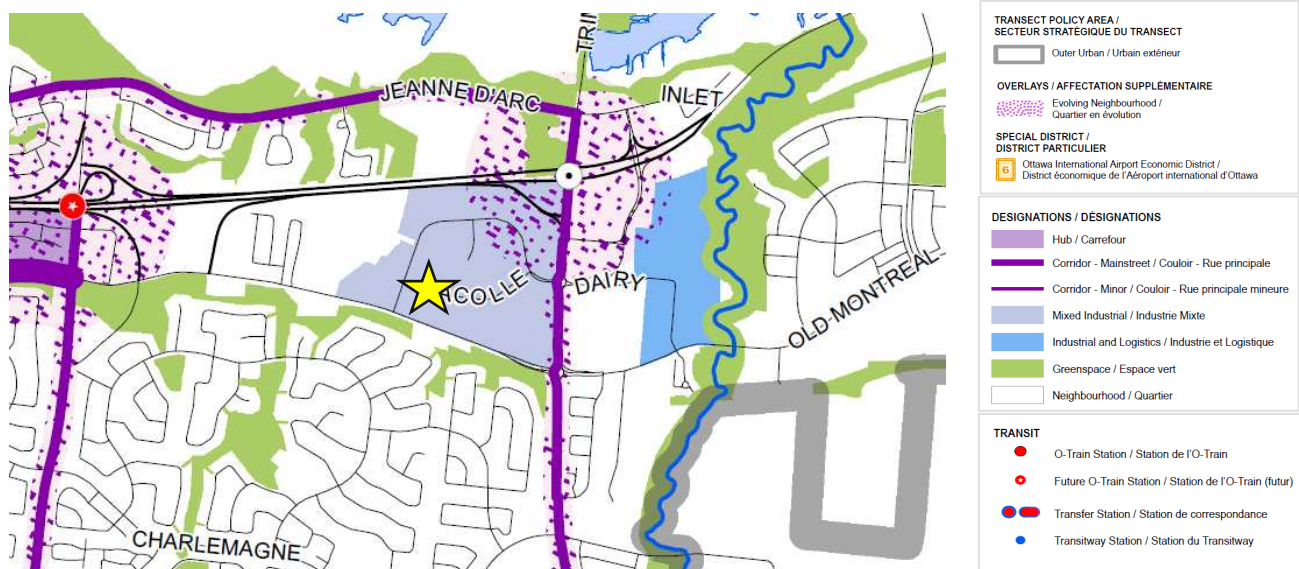 TRI
JEANNE D'ARC
INLET
COLLE
DAIRY
OLD MONTREAL
CHARLEMAGNE
TRANSECT POLICY AREA /
SECTEUR STRATÉGIQUE DU TRANSECT
Outer Urban / Urbain extérieur
OVERLAYS / AFFECTATION SUPPLÉMENTAIRE
Evolving Neighbourhood /
Quartier en évolution
SPECIAL DISTRICT /
DISTRICT PARTICULIER
6
Ottawa International Airport Economic District /
District économique de l'Aéroport international d'Ottawa
DESIGNATIONS / DÉSIGNATIONS
Hub / Carrefour
Corridor - Mainstreet / Couloir - Rue principale
Corridor - Minor / Couloir - Rue principale mineure
Mixed Industrial / Industrie Mixte
Industrial and Logistics / Industrie et Logistique
Greenspace / Espace vert
Neighbourhood / Quartier
TRANSIT
O-Train Station / Station de l'O-Train
Future O-Train Station / Station de l'O-Train (futur)
Transfer Station / Station de correspondance
Transitway Station / Station du Transitway